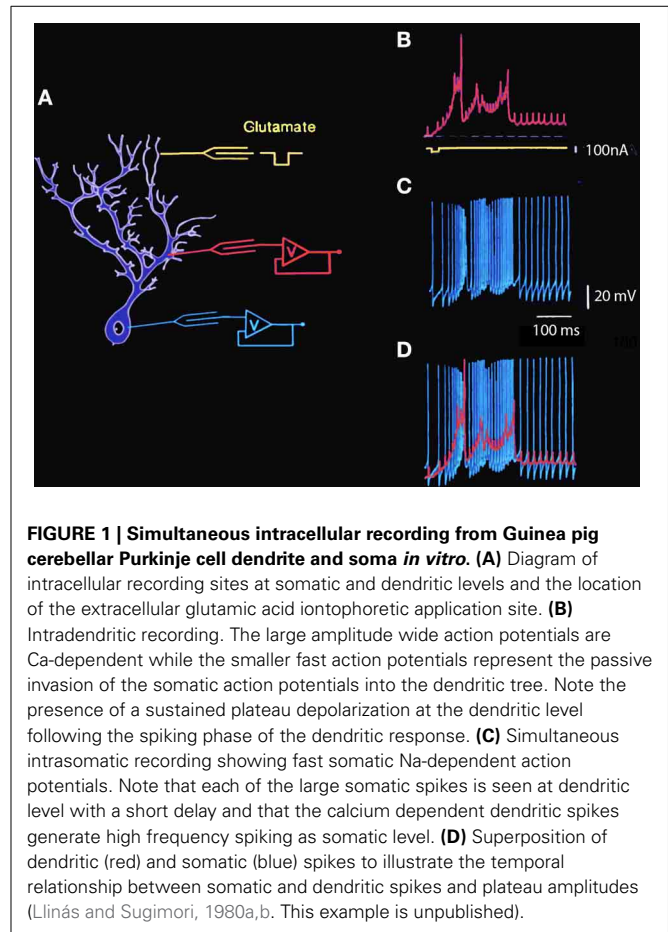 A
Glutamate
V
V
B
100nA
C
20 mV
100 ms
D
FIGURE 1 | Simultaneous intracellular recording from Guinea pig
cerebellar Purkinje cell dendrite and soma in vitro. (A) Diagram of
intracellular recording sites at somatic and dendritic levels and the location
of the extracellular glutamic acid iontophoretic application site. (B)
Intradendritic recording. The large amplitude wide action potentials are
Ca-dependent while the smaller fast action potentials represent the passive
invasion of the somatic action potentials into the dendritic tree. Note the
presence of a sustained plateau depolarization at the dendritic level
following the spiking phase of the dendritic response. (C) Simultaneous
intrasomatic recording showing fast somatic Na-dependent action
potentials. Note that each of the large somatic spikes is seen at dendritic
level with a short delay and that the calcium dependent dendritic spikes
generate high frequency spiking as somatic level. (D) Superposition of
dendritic (red) and somatic (blue) spikes to illustrate the temporal
relationship between somatic and dendritic spikes and plateau amplitudes
(Llinás and Sugimori, 1980a,b. This example is unpublished).